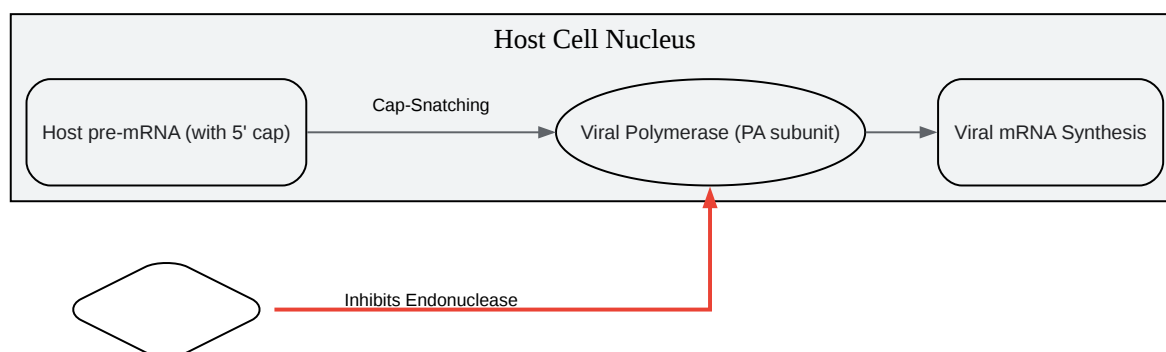 Host Cell Nucleus
Cap-Snatching
Host pre-mRNA (with 5' cap)
Viral Polymerase (PA subunit)
Viral mRNA Synthesis
Inhibits Endonuclease